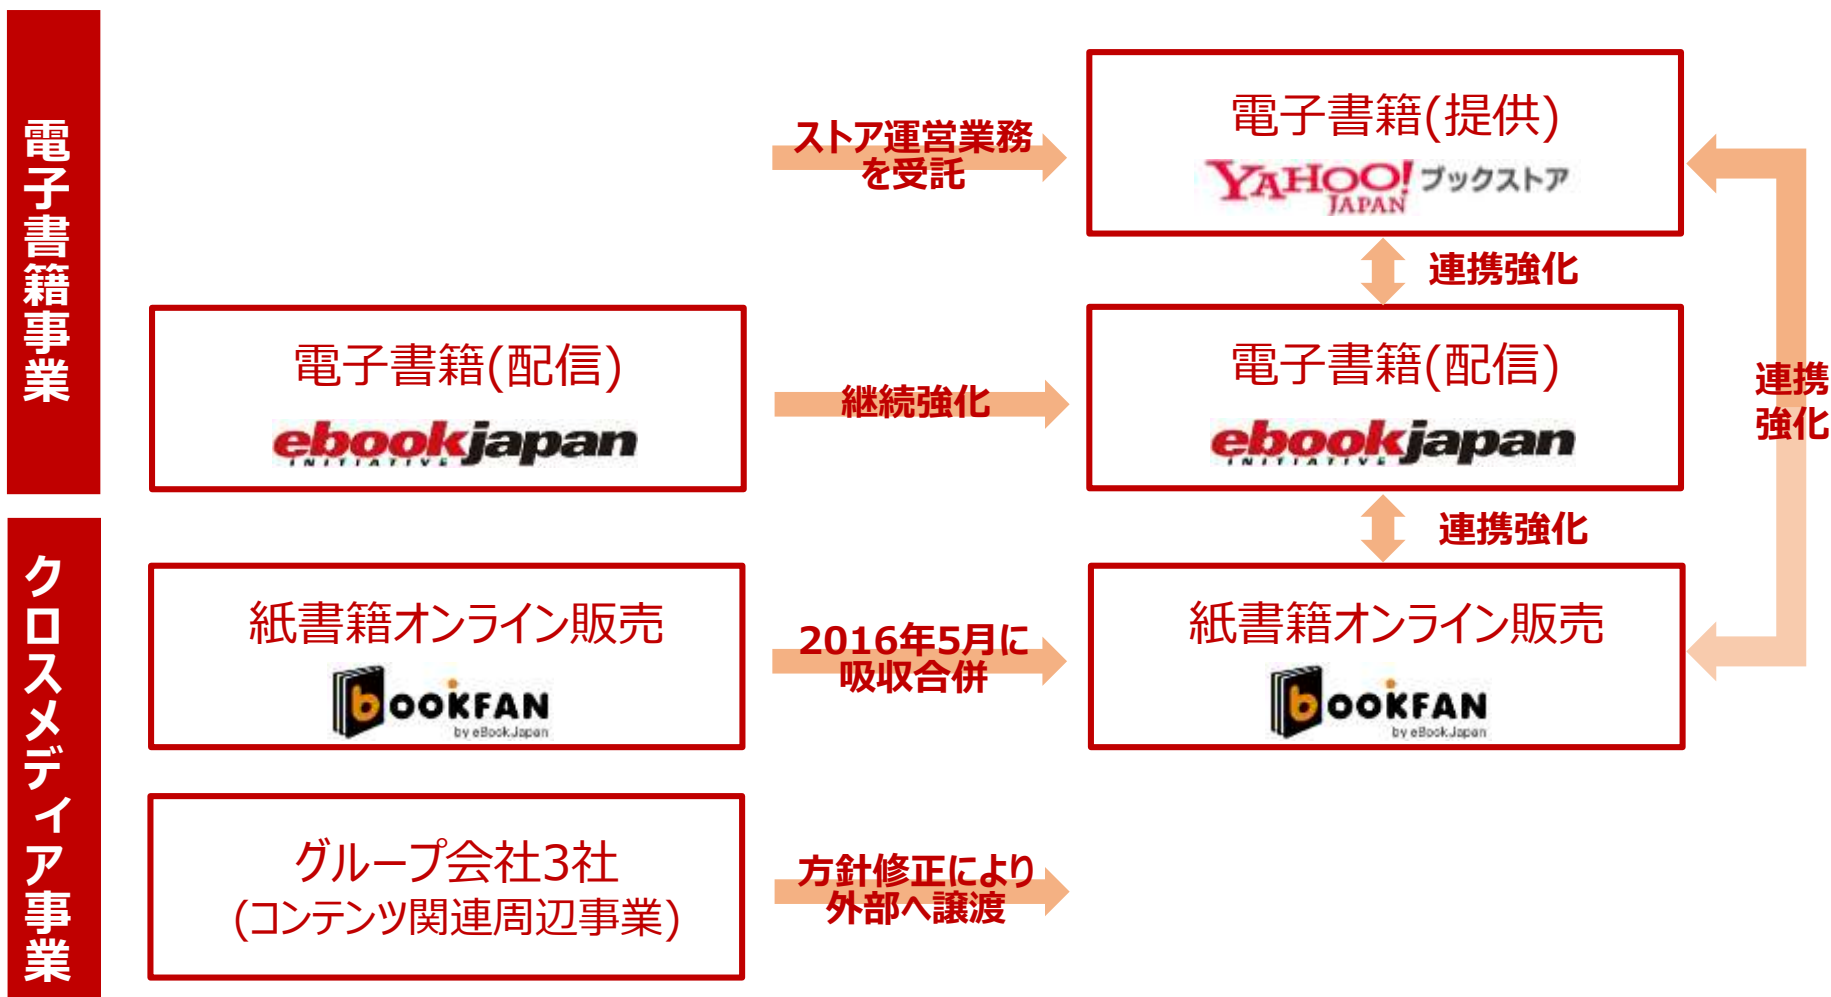 電子書籍事業
ストア運営業務
を受託
電子書籍(提供)
YAHOO! ブックストア
JAPAN
連携強化
電子書籍(配信)
ebookjapan
INITIATIVE
継続強化
電子書籍(配信)
ebookjapan
INITIATIVE
連携
強化
連携強化
クロスメディア事業
紙書籍オンライン販売
bOOKFAN
by eBookJapan
2016年5月に
吸収合併
紙書籍オンライン販売
bOOKFAN
by eBookJapan
グループ会社3社
(コンテンツ関連周辺事業)
方針修正により
外部へ譲渡